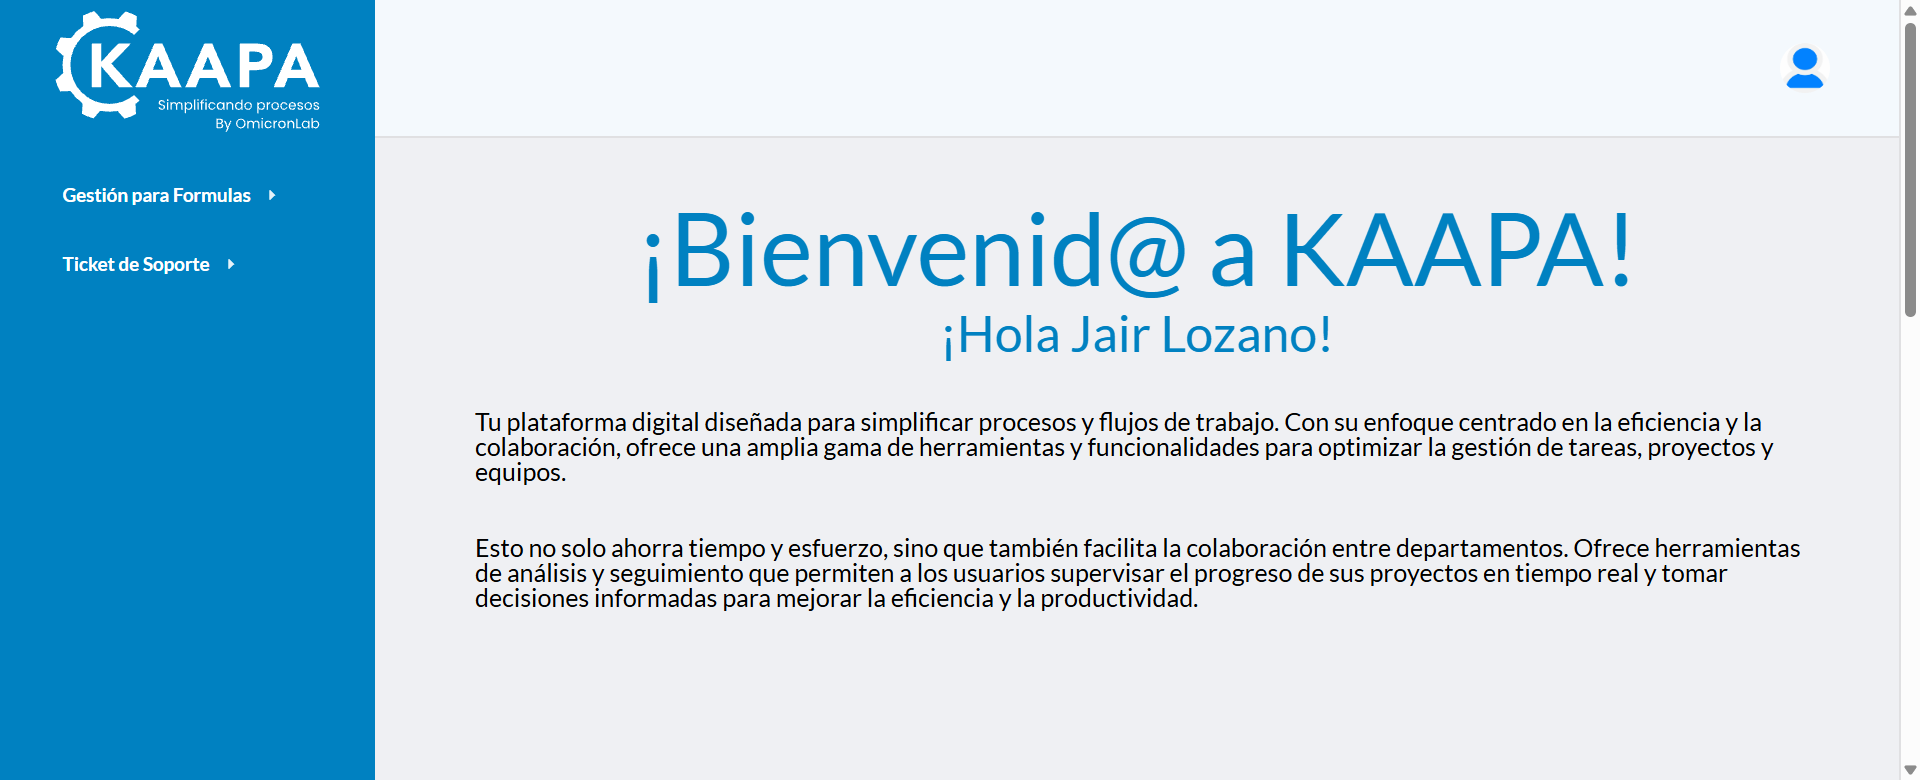 KAAPA
Simplificando procesos
By OmicronLab
Gestión para Formulas
Ticket de Soporte
¡Bienvenid@ a KAAPA!
¡Hola Jair Lozano!
Tu plataforma digital diseñada para simplificar procesos y flujos de trabajo. Con su enfoque centrado en la eficiencia y la
colaboración, ofrece una amplia gama de herramientas y funcionalidades para optimizar la gestión de tareas, proyectos y
equipos.
Esto no solo ahorra tiempo y esfuerzo, sino que también facilita la colaboración entre departamentos. Ofrece herramientas
de análisis y seguimiento que permiten a los usuarios supervisar el progreso de sus proyectos en tiempo real y tomar
decisiones informadas para mejorar la eficiencia y la productividad.